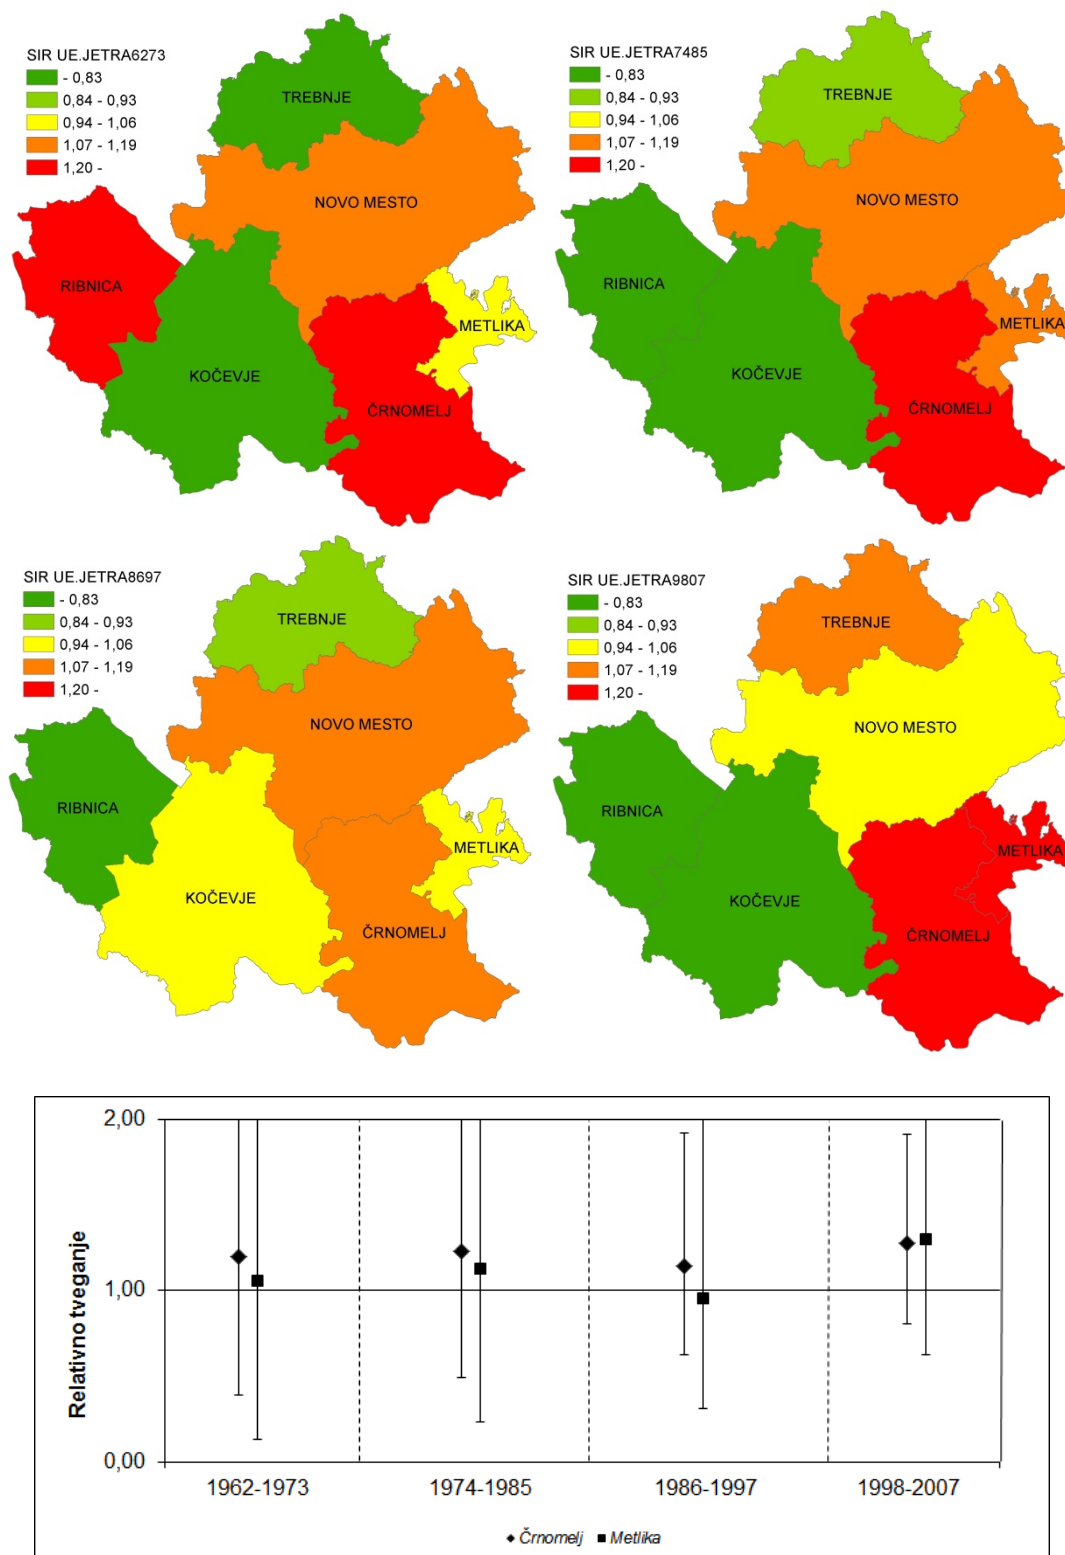 SIR UE.JETRA6273
- 0,83
0,84 - 0,93
0,94 - 1,06
1,07 - 1,19
1,20 -
TREBNJE
NOVO MESTO
RIBNICA
METLIKA
KOČEVJE
ČRNOMELJ
SIR UE.JETRA7485
- 0,83
0,84 - 0,93
0,94 - 1,06
1,07 - 1,19
1,20 -
TREBNJE
NOVO MESTO
RIBNICA
METLIKA
KOČEVJE
ČRNOMELJ
SIR UE.JETRA8697
- 0,83
0,84 - 0,93
0,94 - 1,06
1,07 - 1,19
1,20 -
TREBNJE
NOVO MESTO
RIBNICA
METLIKA
KOČEVJE
ČRNOMELJ
SIR UE.JETRA9807
- 0,83
0,84 - 0,93
0,94 - 1,06
1,07 - 1,19
1,20 -
TREBNJE
NOVO MESTO
RIBNICA
METLIKA
KOČEVJE
ČRNOMELJ
Relativno tveganje
2,00
1,00
0,00
1962-1973 1974-1985 1986-1997 1998-2007
Črnomelj Metlika